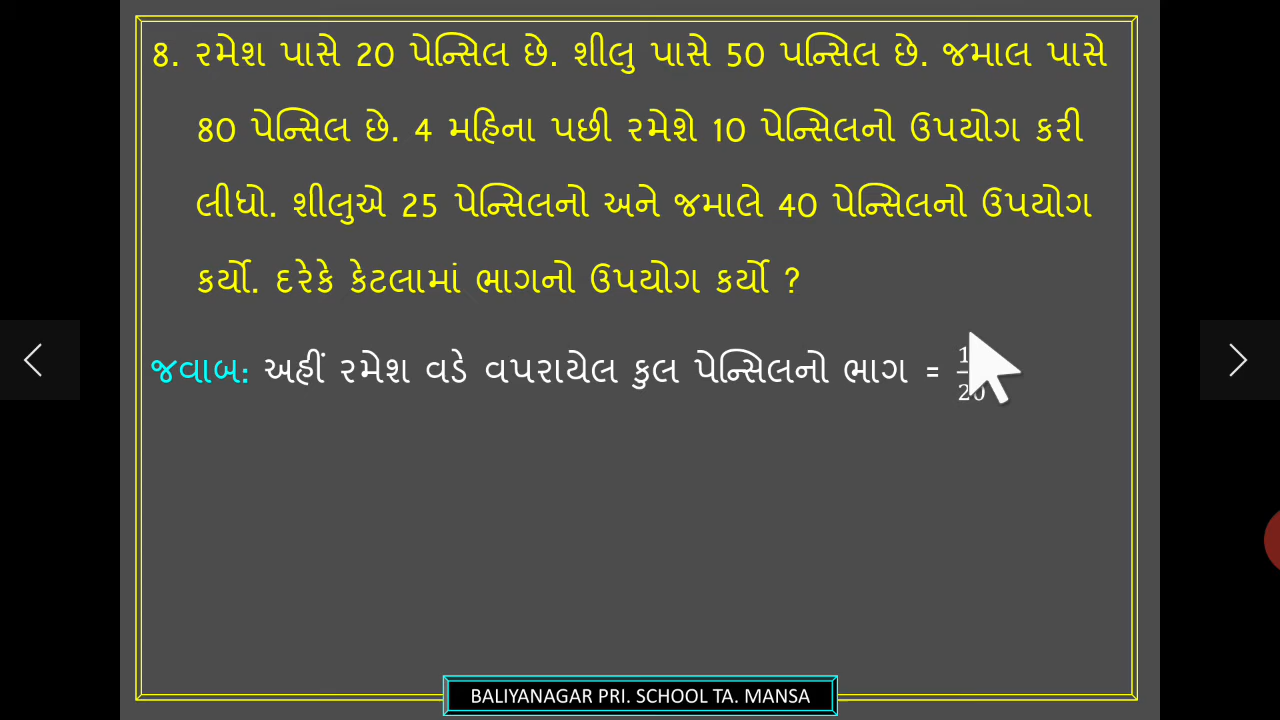 8. રમેશ પાસે 20 પેન્સિલ છે. શીલુ પાસે 50 પન્સિલ છે. જમાલ પાસે
80 પેન્સિલ છે. 4 મહિના પછી રમેશે 10 પેન્સિલનો ઉપયોગ કરી
લીધો. શીલુએ 25 પેન્સિલનો અને જમાલે 40 પેન્સિલનો ઉપયોગ
કર્યો. દરેકે કેટલામાં ભાગનો ઉપયોગ કર્યો ?
જવાબ: અહીં રમેશ વડે વપરાયેલ કુલ પેન્સિલનો ભાગ =
20
BALIYANAGAR PRI. SCHOOL TA. MANSA